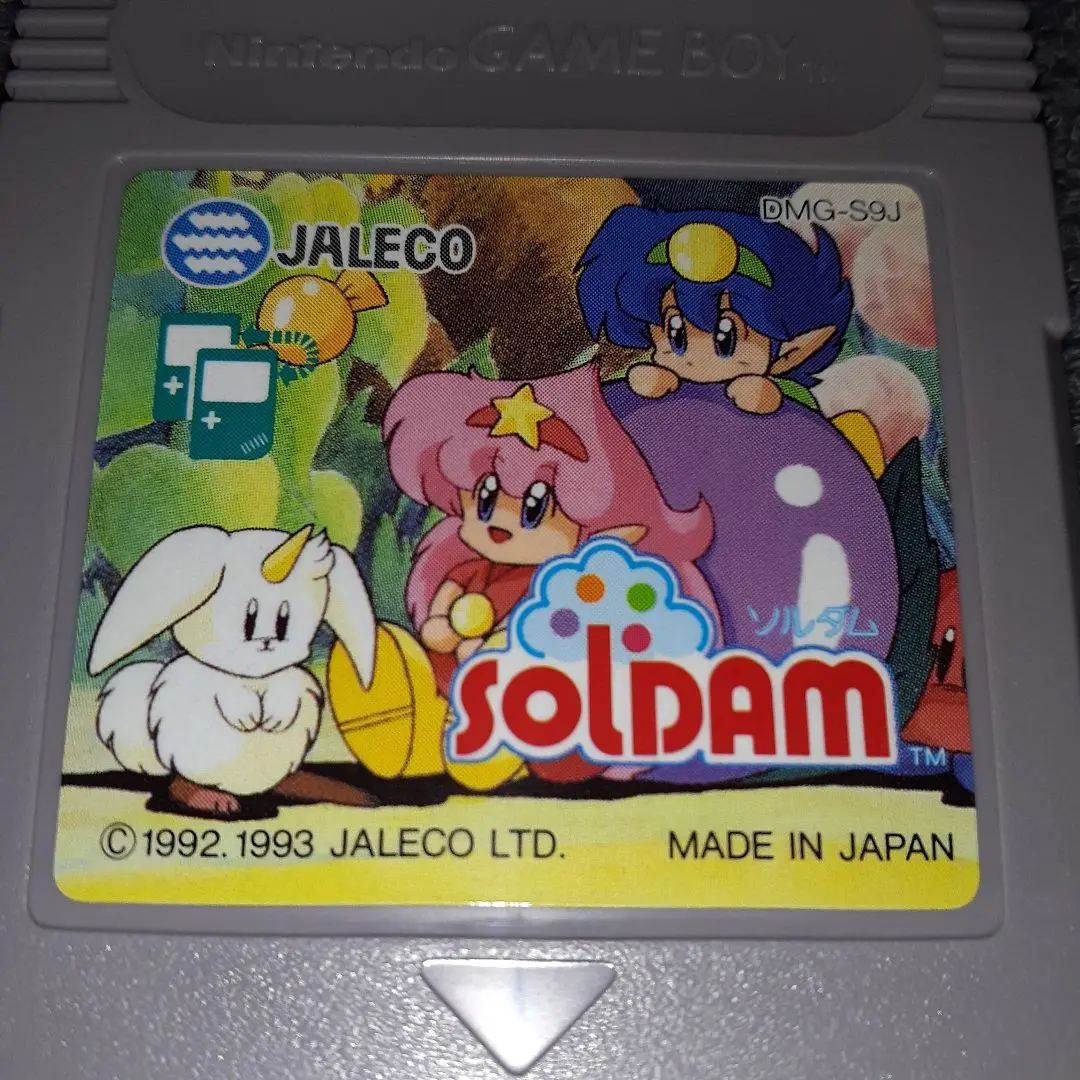 Nintendo GAME BOY TM
DMG-S9J
JALECO
ソルダム
SOLDAM TM
©1992.1993 JALECO LTD. MADE IN JAPAN